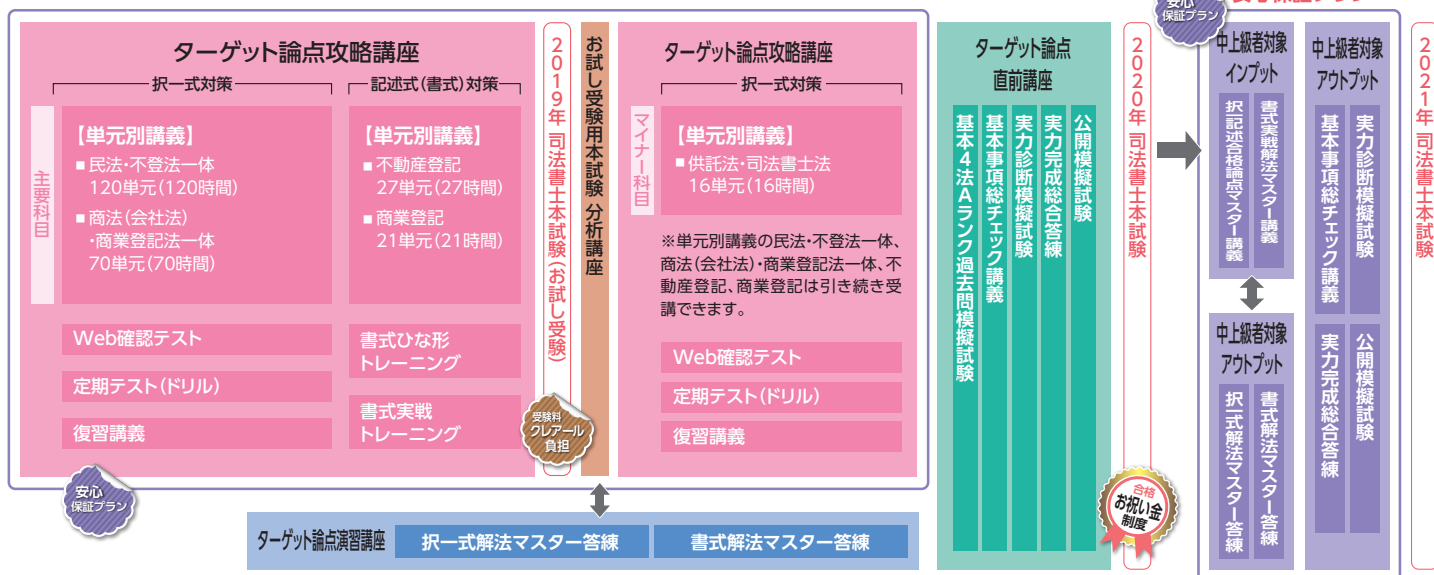 ターゲット論点攻略講座
択一式対策
記述式(書式)対策
主要科目
【単元別講義】
■民法・不登法一体
120単元(120時間)
■商法(会社法)
・商業登記法一体
70単元(70時間)
【単元別講義】
■不動産登記
27単元(27時間)
■商業登記
21単元(21時間)
Web確認テスト
定期テスト(ドリル)
復習講義
書式ひな形
トレーニング
書式実戦
トレーニング
安心
保証プラン
2019年 司法書士本試験(お試し受験)
受験料
クレアール
負担
お試し受験用本試験 分析講座
ターゲット論点攻略講座
択一式対策
マイナー科目
【単元別講義】
■供託法・司法書士法
16単元(16時間)
※単元別講義の民法・不登法一体、
商法(会社法)・商業登記法一体、不
動産登記、商業登記は引き続き受
講できます。
Web確認テスト
定期テスト(ドリル)
復習講義
ターゲット論点演習講座
択一式解法マスター答練
書式解法マスター答練
ターゲット論点
直前講座
基本4法Aランク過去問模擬試験
基本事項総チェック講義
実力診断模擬試験
実力完成総合答練
公開模擬試験
2020年 司法書士本試験
合格
お祝い金
制度
安心
保証プラン
中上級者対象
インプット
択記述合格論点マスター講義
書式実戦解法マスター講義
中上級者対象
アウトプット
択一式解法マスター答練
書式解法マスター答練
中上級者対象
アウトプット
基本事項総チェック講義
実力診断模擬試験
実力完成総合答練
公開模擬試験
2021年 司法書士本試験